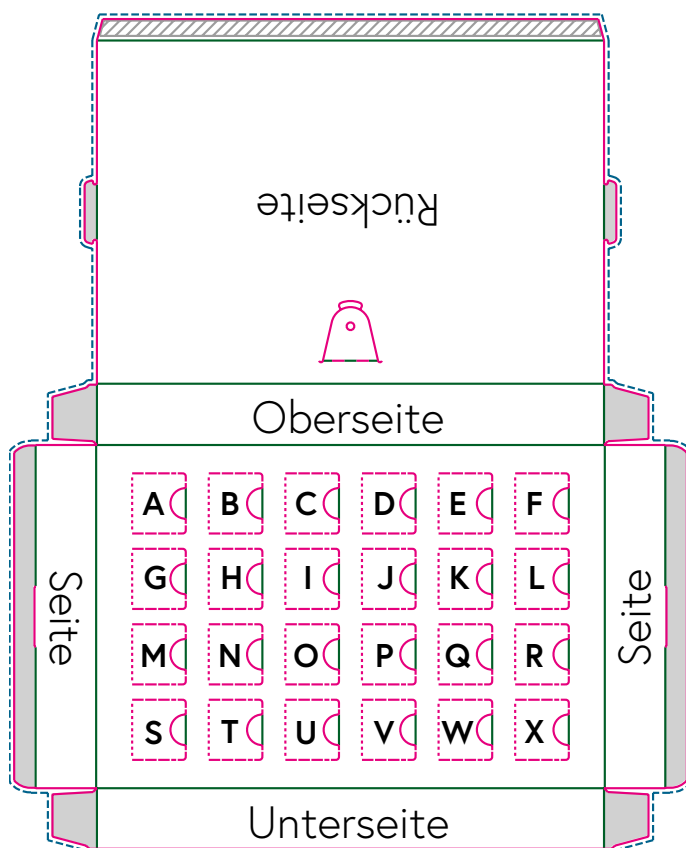 Rückseite
Oberseite
A B C D E F
G H I J K L
Seite
Seite
M N O P Q R
S T U V W X
Unterseite